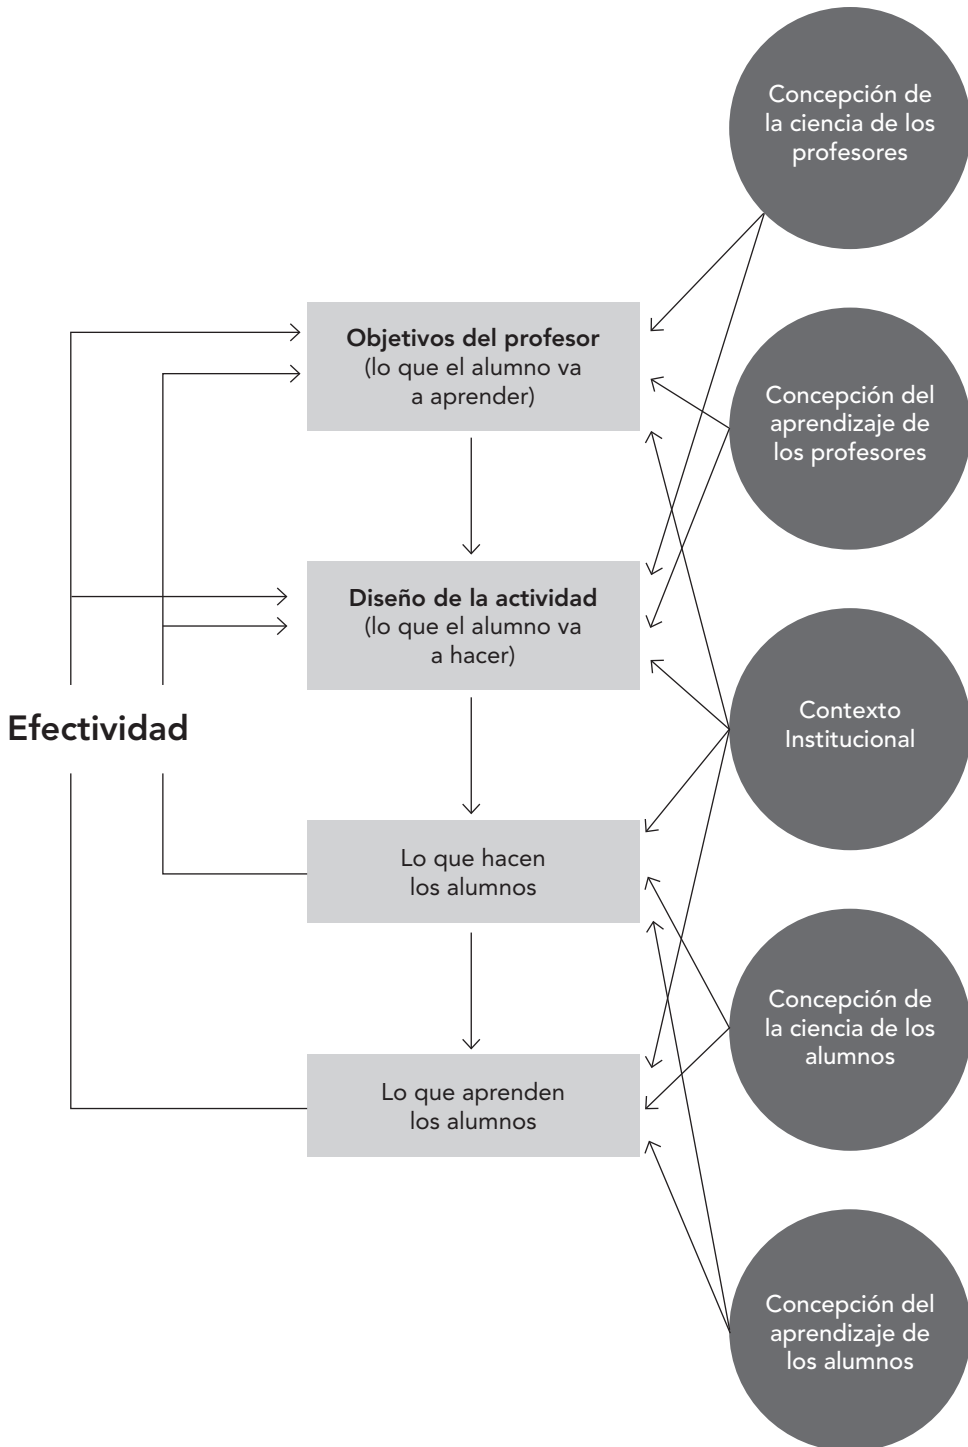 Concepción de
la ciencia de los
profesores
Objetivos del profesor
(lo que el alumno va
a aprender)
Concepción del
aprendizaje de
los profesores
Diseño de la actividad
(lo que el alumno va
a hacer)
Efectividad
Contexto
Institucional
Lo que hacen
los alumnos
Concepción de
la ciencia de los
alumnos
Lo que aprenden
los alumnos
Concepción del
aprendizaje de
los alumnos